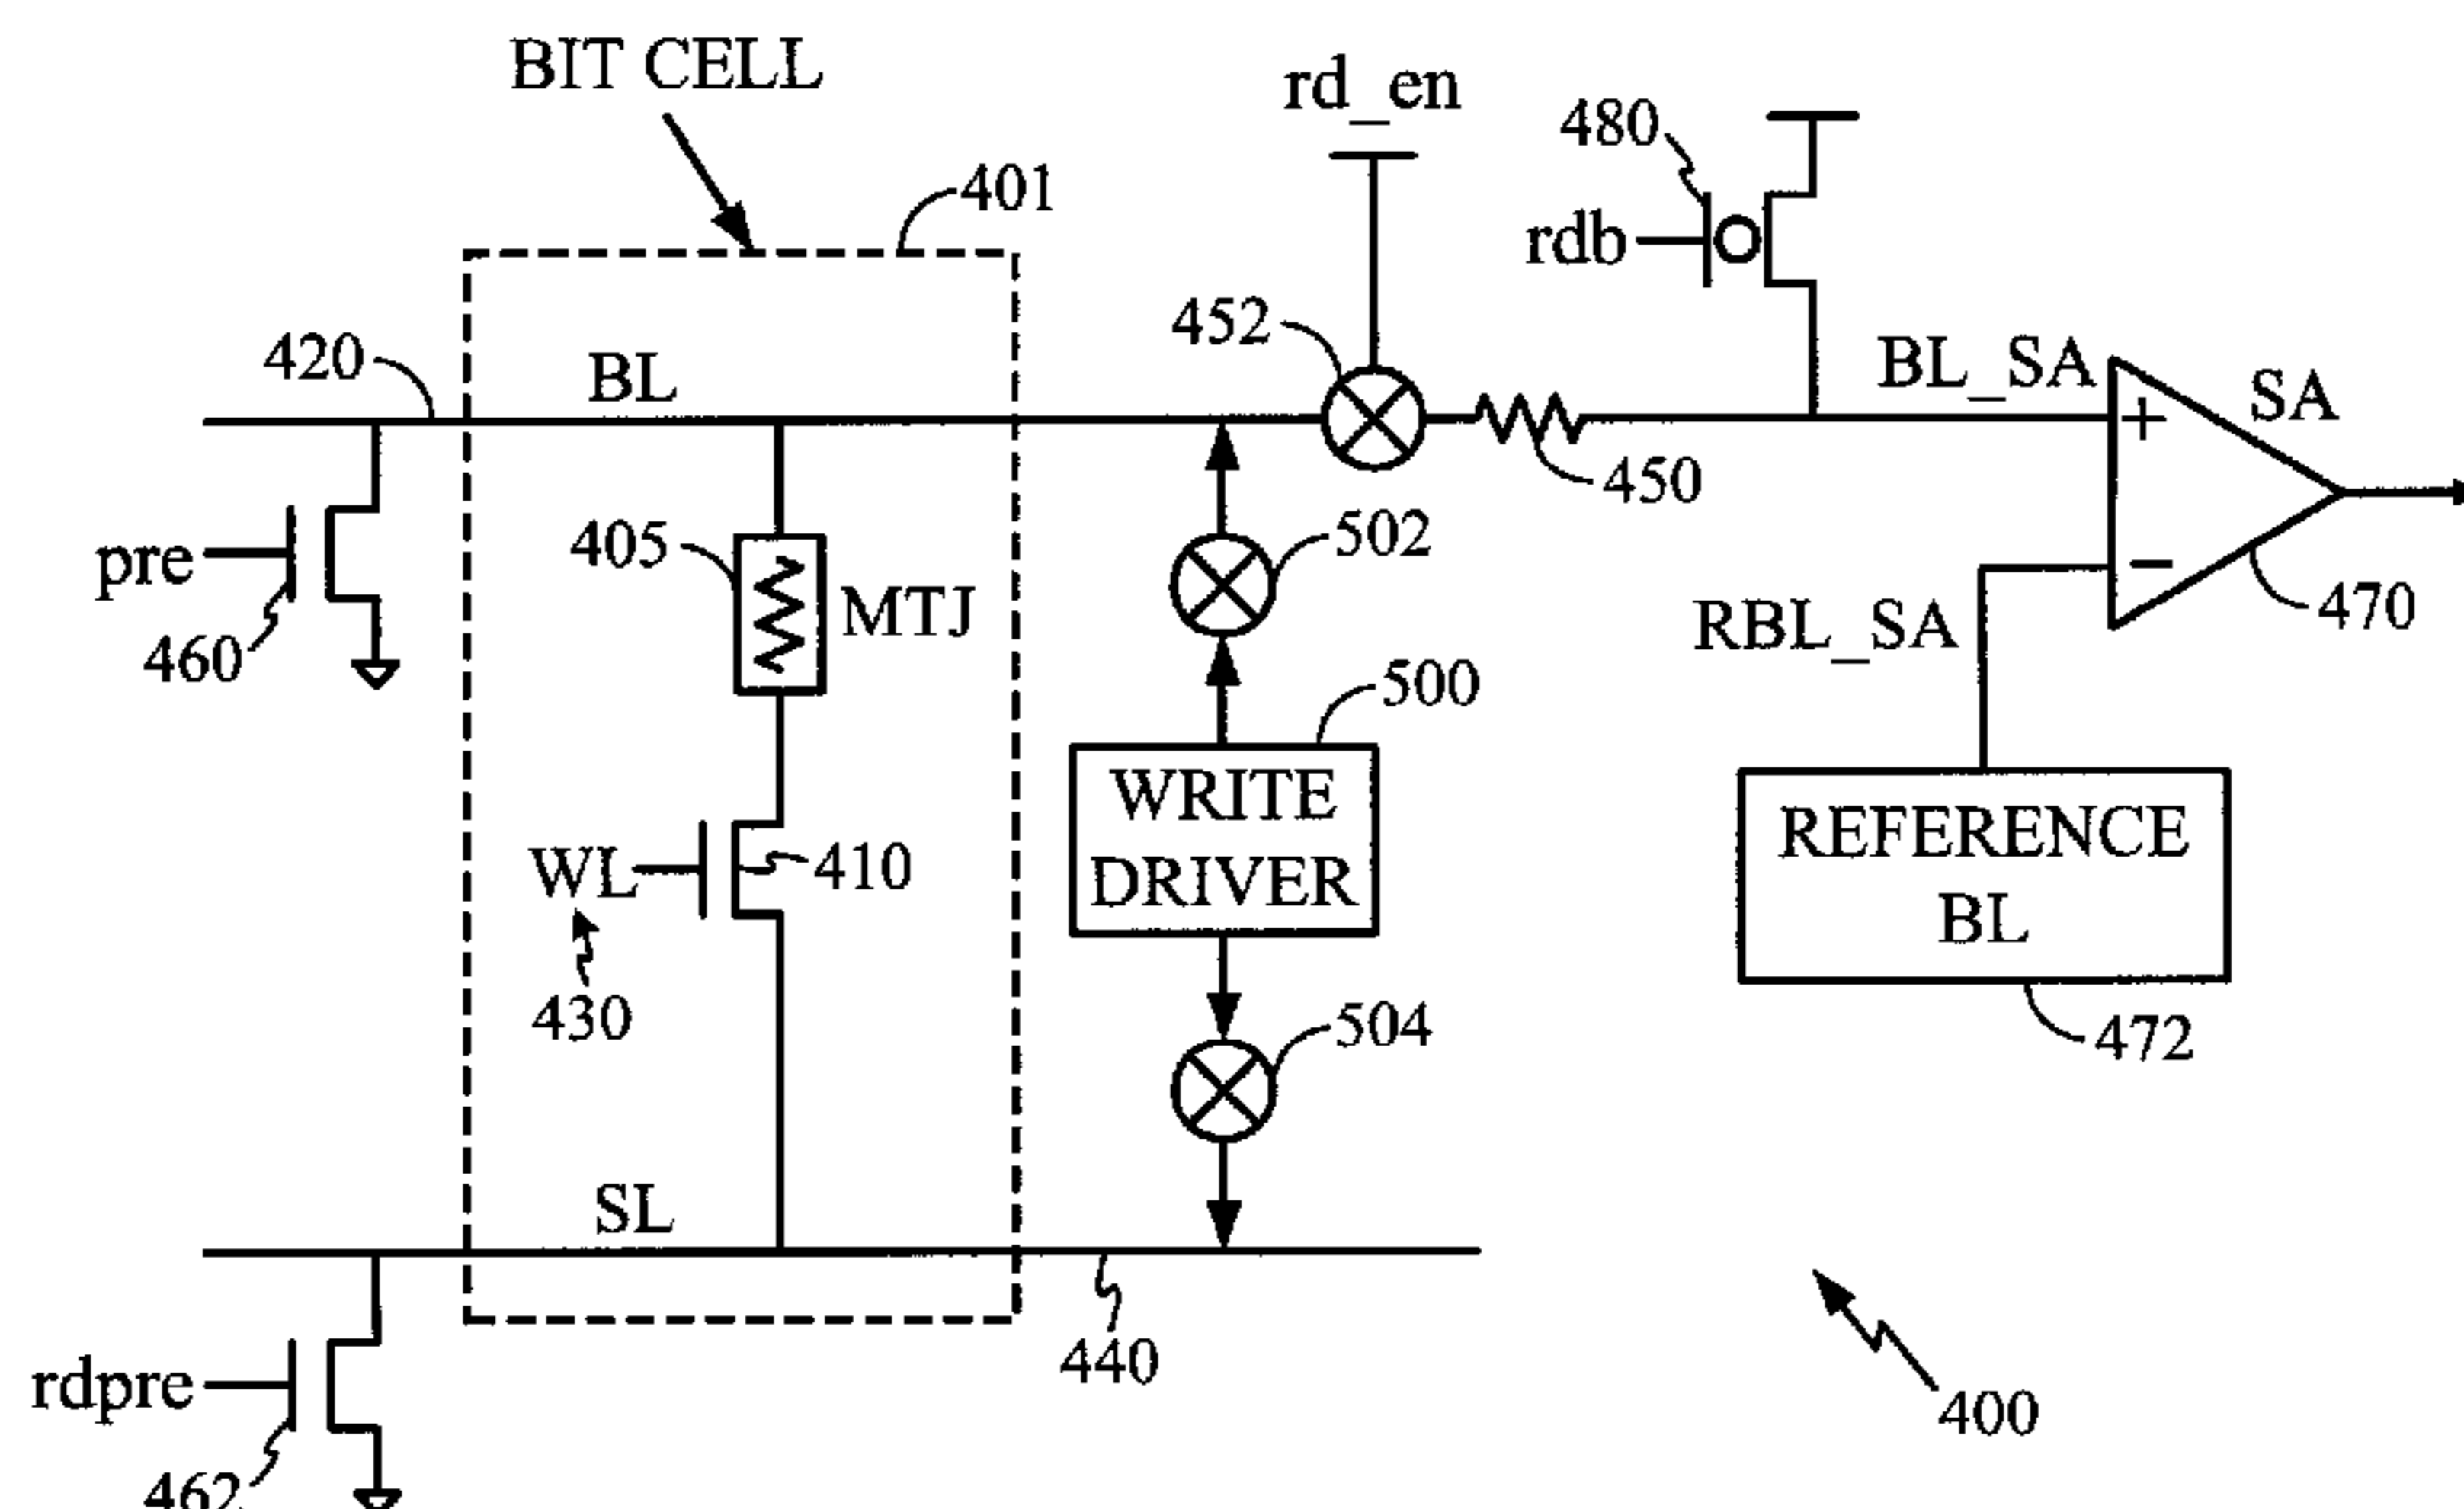 BIT CELL
rd_en
480
401
rdb
452
420
BL
BL_SA
SA
+
450
405
502
pre
MTJ
−
470
460
RBL_SA
500
WRITE
DRIVER
REFERENCE
BL
WL
410
430
504
472
SL
440
rdpre
400
462